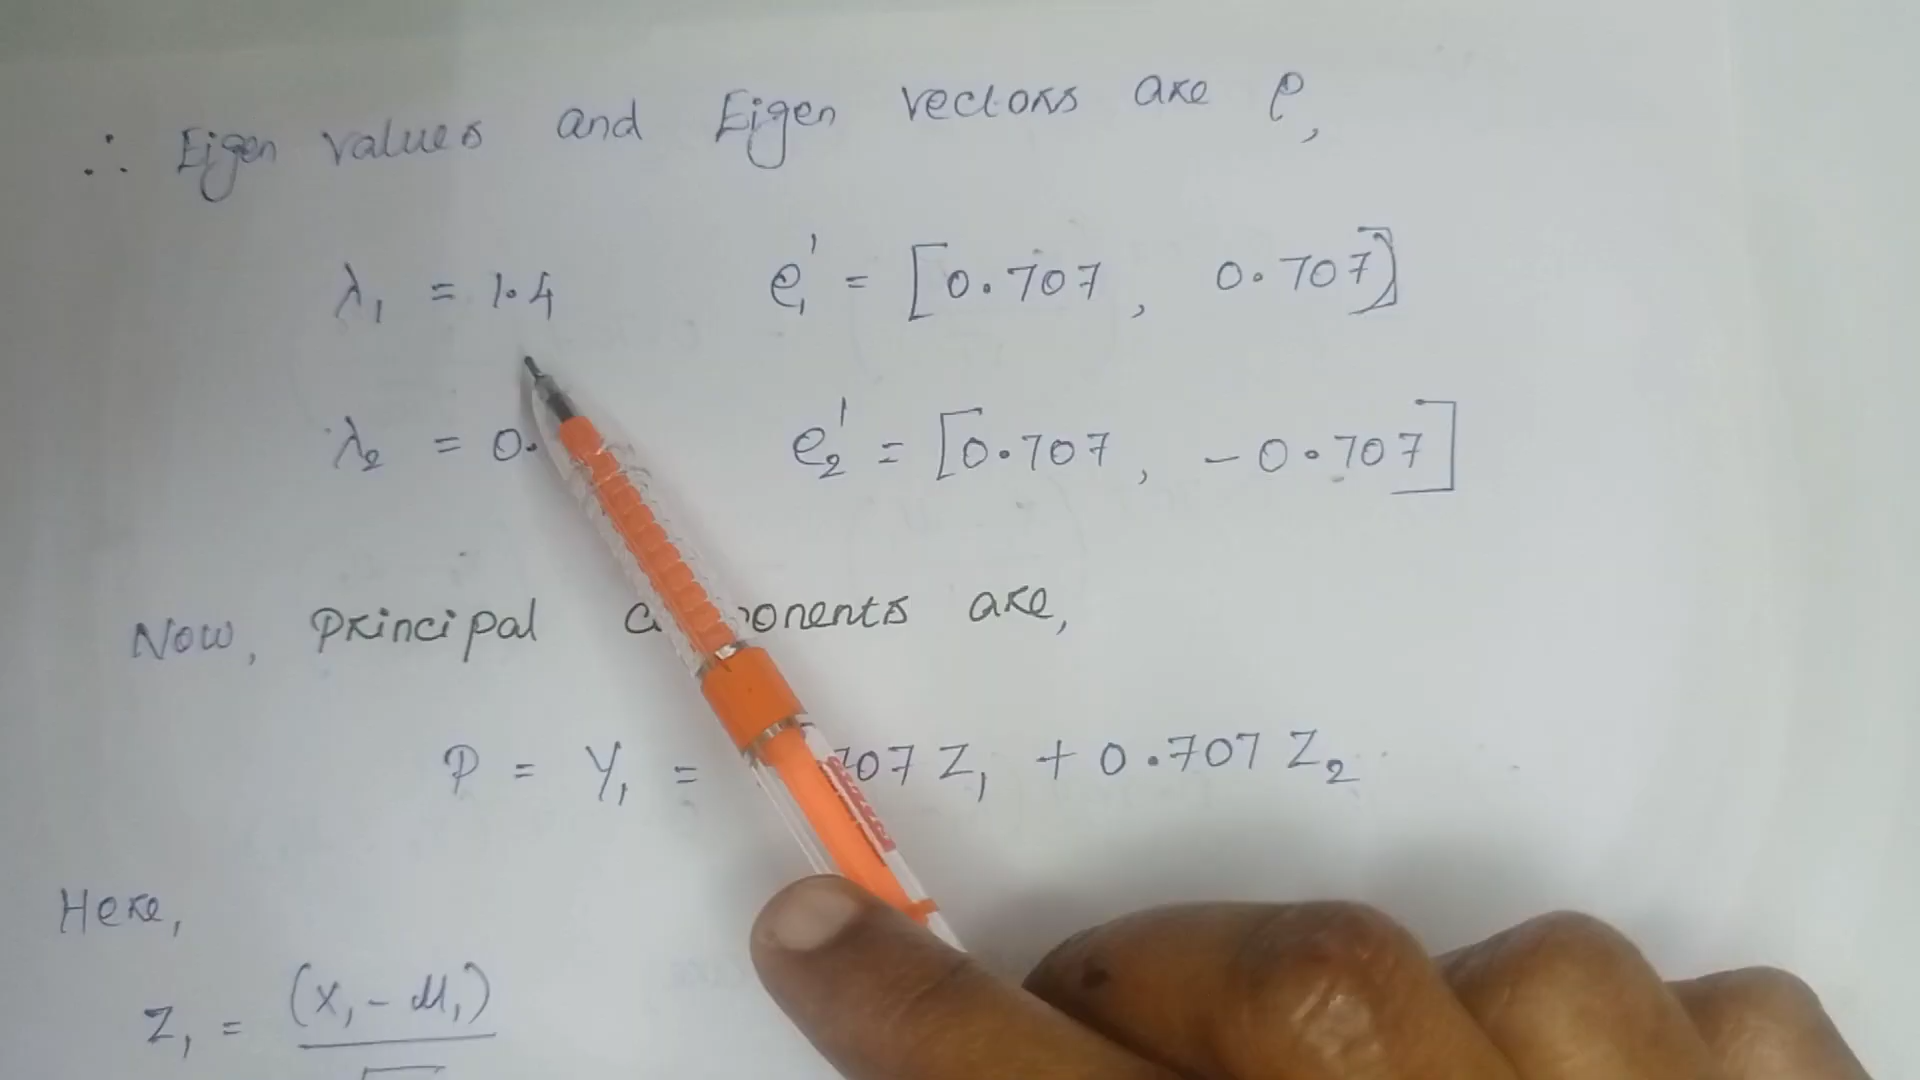 ∴ Eigen values and Eigen vectors are ρ,
λ₁ = 1.4 e₁' = [0.707, 0.707]
λ₂ = 0. e₂' = [0.707, -0.707]
Now, principal are,
P = Y₁ = 707 Z₁ + 0.707 Z₂
Here,
Z₁ = (X₁ - μ₁)